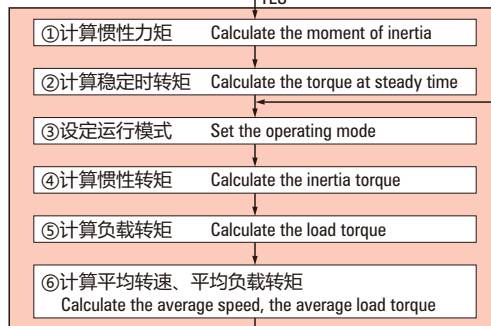 YES
①计算惯性力矩 Calculate the moment of inertia
②计算稳定时转矩 Calculate the torque at steady time
③设定运行模式 Set the operating mode
④计算惯性转矩 Calculate the inertia torque
⑤计算负载转矩 Calculate the load torque
⑥计算平均转速、平均负载转矩
Calculate the average speed, the average load torque